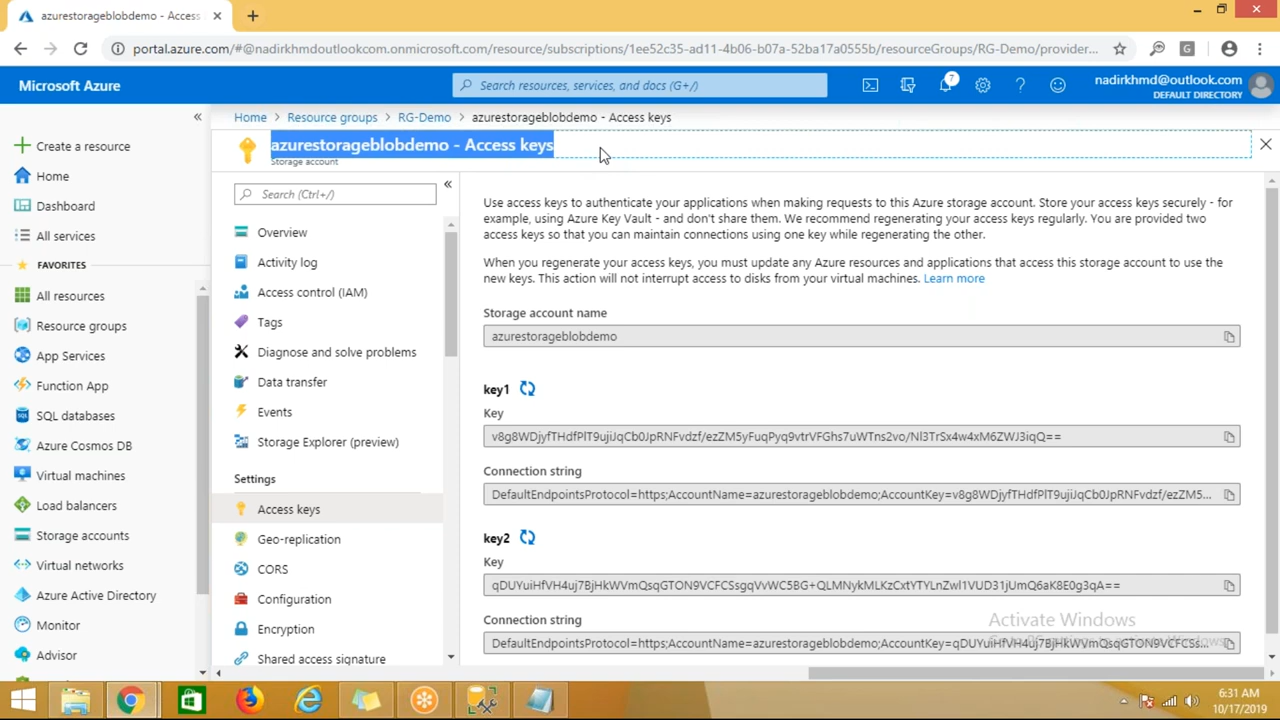 azurestorageblobdemo - Access
portal.azure.com/#@nadirkhmdoutlookcom.onmicrosoft.com/resource/subscriptions/1ee52c35-ad11-4b06-b07a-52ba17a0555b/resourceGroups/RG-Demo/provider...
Microsoft Azure
Search resources, services, and docs (G+/)
7
nadirkhmd@outlook.com
DEFAULT DIRECTORY
Home > Resource groups > RG-Demo > azurestorageblobdemo - Access keys
azurestorageblobdemo - Access keys
Storage account
Create a resource
Home
Dashboard
All services
FAVORITES
All resources
Resource groups
App Services
Function App
SQL databases
Azure Cosmos DB
Virtual machines
Load balancers
Storage accounts
Virtual networks
Azure Active Directory
Monitor
Advisor
Search (Ctrl+/)
Overview
Activity log
Access control (IAM)
Tags
Diagnose and solve problems
Data transfer
Events
Storage Explorer (preview)
Settings
Access keys
Geo-replication
CORS
Configuration
Encryption
Shared access signature
Use access keys to authenticate your applications when making requests to this Azure storage account. Store your access keys securely - for
example, using Azure Key Vault - and don't share them. We recommend regenerating your access keys regularly. You are provided two
access keys so that you can maintain connections using one key while regenerating the other.
When you regenerate your access keys, you must update any Azure resources and applications that access this storage account to use the
new keys. This action will not interrupt access to disks from your virtual machines. Learn more
Storage account name
azurestorageblobdemo
key1
Key
v8g8WDjyfTHdfPlT9ujiJqCb0JpRNFvdzf/ezZM5yFuqPyq9vtrVFGhs7uWTns2vo/Nl3TrSx4w4xM6ZWJ3iqQ==
Connection string
DefaultEndpointsProtocol=https;AccountName=azurestorageblobdemo;AccountKey=v8g8WDjyfTHdfPlT9ujiJqCb0JpRNFvdzf/ezZM5...
key2
Key
qDUYuiHfVH4uj7BjHkWVmQsqGTON9VCFCSsgqVvWC5BG+QLMNykMLKzCxtYTYLnZwl1VUD31jUmQ6aK8E0g3qA==
Connection string
DefaultEndpointsProtocol=https;AccountName=azurestorageblobdemo;AccountKey=qDUYuiHfVH4uj7BjHkWVmQsqGTON9VCFCSs...
Activate Windows
6:31 AM
10/17/2019